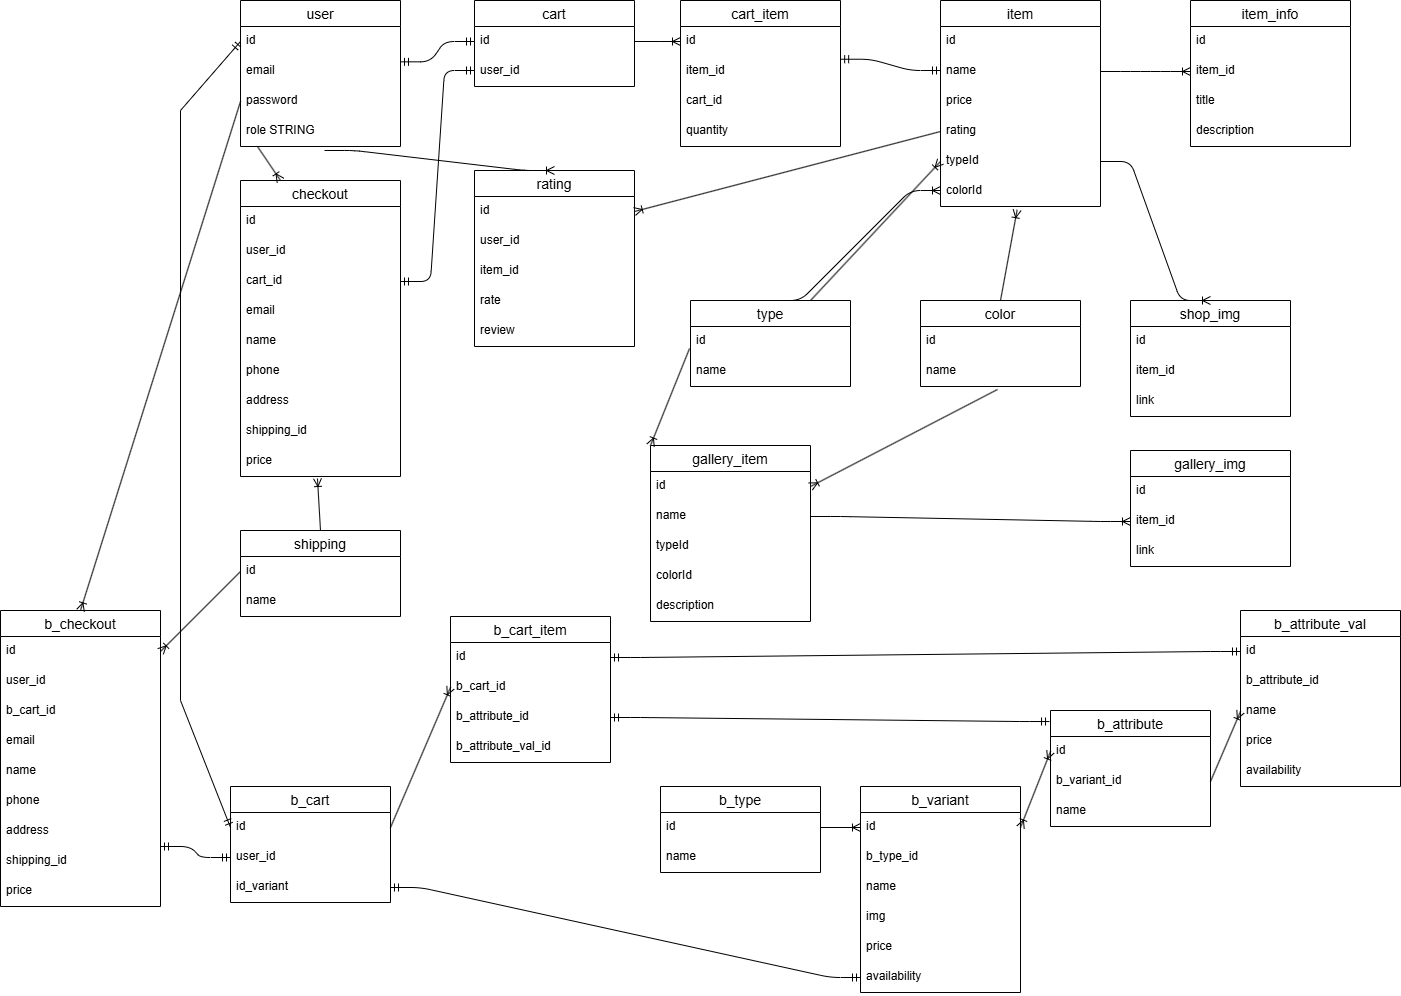 user
id
email
password
role STRING
cart
id
user_id
cart_item
id
item_id
cart_id
quantity
item
id
name
price
rating
typeId
colorId
item_info
id
item_id
title
description
checkout
id
user_id
cart_id
email
name
phone
address
shipping_id
price
rating
id
user_id
item_id
rate
review
type
id
name
color
id
name
shop_img
id
item_id
link
gallery_item
id
name
typeId
colorId
description
gallery_img
id
item_id
link
shipping
id
name
b_checkout
id
user_id
b_cart_id
email
name
phone
address
shipping_id
price
b_cart_item
id
b_cart_id
b_attribute_id
b_attribute_val_id
b_attribute_val
id
b_attribute_id
name
price
availability
b_attribute
id
b_variant_id
name
b_cart
id
user_id
id_variant
b_type
id
name
b_variant
id
b_type_id
name
img
price
availability